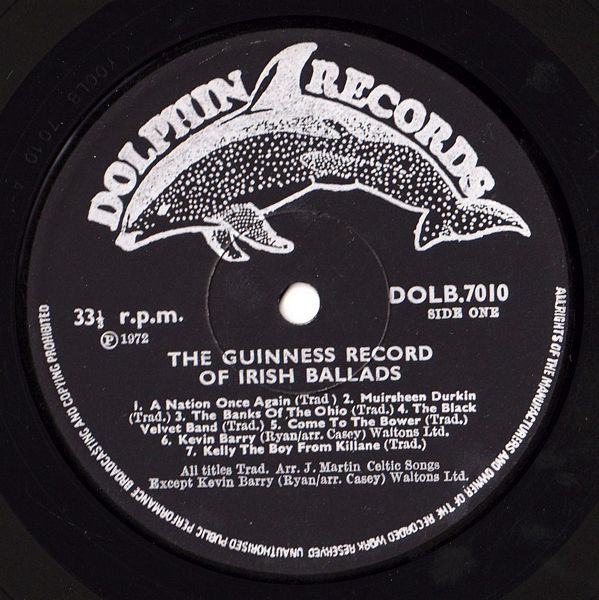 DOLPHIN RECORDS
DOLB.7010
SIDE ONE
33⅓ r.p.m.
Ⓟ 1972
THE GUINNESS RECORD
OF IRISH BALLADS
1. A Nation Once Again (Trad.) 2. Muirsheen Durkin
(Trad.) 3. The Banks Of The Ohio (Trad.) 4. The Black
Velvet Band (Trad.) 5. Come To The Bower (Trad.)
6. Kevin Barry (Ryan/arr. Casey) Waltons Ltd.
7. Kelly The Boy From Killane (Trad.)
All titles Trad. Arr. J. Martin Celtic Songs
Except Kevin Barry (Ryan/arr. Casey) Waltons Ltd.
ALL RIGHTS OF THE MANUFACTURERS AND OWNER OF THE RECORDED WORK RESERVED UNAUTHORISED PUBLIC PERFORMANCE BROADCASTING AND COPYING PROHIBITED
DOLB 7010 A